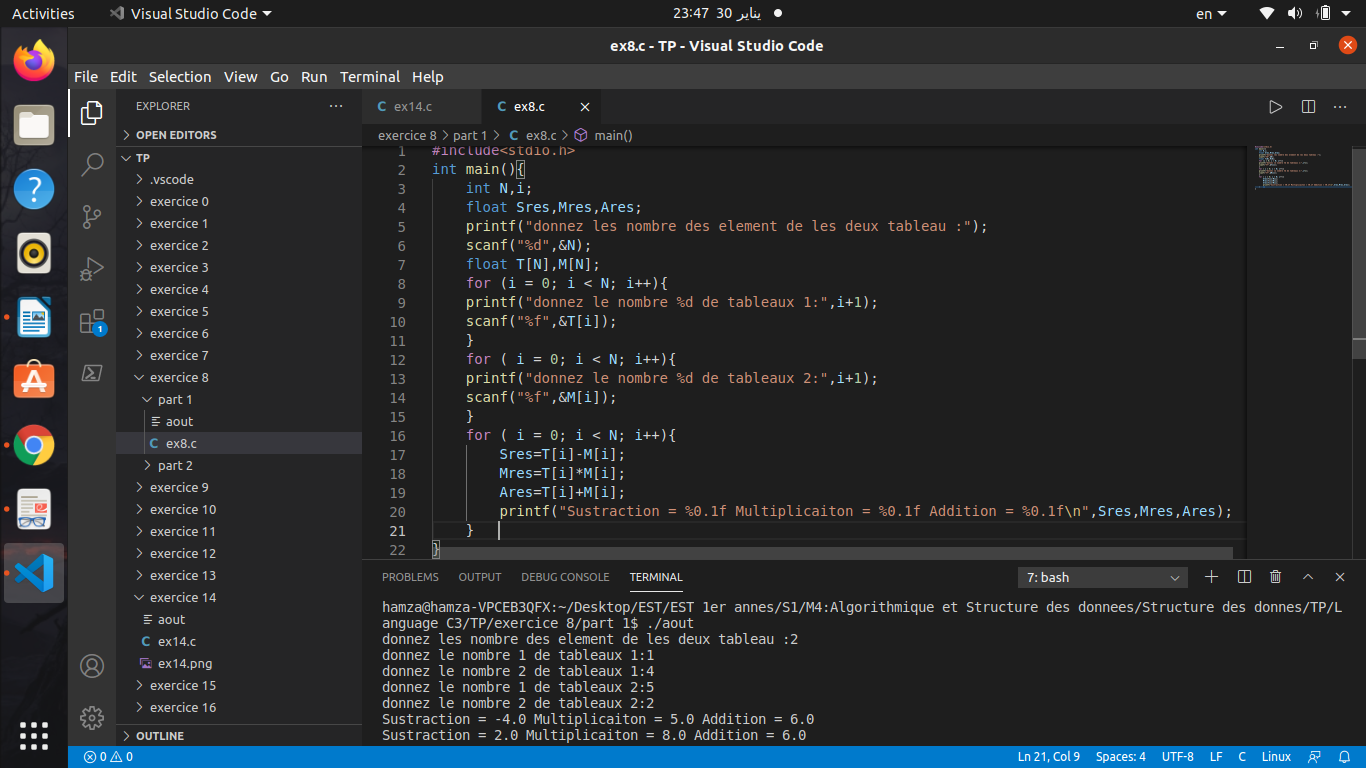 Activities
Visual Studio Code
23:47 30 يناير
en
ex8.c - TP - Visual Studio Code
File Edit Selection View Go Run Terminal Help
EXPLORER
OPEN EDITORS
TP
.vscode
exercice 0
exercice 1
exercice 2
exercice 3
exercice 4
exercice 5
exercice 6
exercice 7
exercice 8
part 1
aout
C ex8.c
part 2
exercice 9
exercice 10
exercice 11
exercice 12
exercice 13
exercice 14
aout
C ex14.c
ex14.png
exercice 15
exercice 16
OUTLINE
1
C ex14.c
C ex8.c
exercice 8 > part 1 > C ex8.c > main()
1 #include<stdio.h>
2 int main(){
3 int N,i;
4 float Sres,Mres,Ares;
5 printf("donnez les nombre des element de les deux tableau :");
6 scanf("%d",&N);
7 float T[N],M[N];
8 for (i = 0; i < N; i++){
9 printf("donnez le nombre %d de tableaux 1:",i+1);
10 scanf("%f",&T[i]);
11 }
12 for ( i = 0; i < N; i++){
13 printf("donnez le nombre %d de tableaux 2:",i+1);
14 scanf("%f",&M[i]);
15 }
16 for ( i = 0; i < N; i++){
17 Sres=T[i]-M[i];
18 Mres=T[i]*M[i];
19 Ares=T[i]+M[i];
20 printf("Sustraction = %0.1f Multiplicaiton = %0.1f Addition = %0.1f\n",Sres,Mres,Ares);
21 }
22 }
PROBLEMS OUTPUT DEBUG CONSOLE TERMINAL
7: bash
hamza@hamza-VPCEB3QFX:~/Desktop/EST/EST 1er annes/S1/M4:Algorithmique et Structure des donnees/Structure des donnes/TP/L
anguage C3/TP/exercice 8/part 1$ ./aout
donnez les nombre des element de les deux tableau :2
donnez le nombre 1 de tableaux 1:1
donnez le nombre 2 de tableaux 1:4
donnez le nombre 1 de tableaux 2:5
donnez le nombre 2 de tableaux 2:2
Sustraction = -4.0 Multiplicaiton = 5.0 Addition = 6.0
Sustraction = 2.0 Multiplicaiton = 8.0 Addition = 6.0
0 0
Ln 21, Col 9 Spaces: 4 UTF-8 LF C Linux